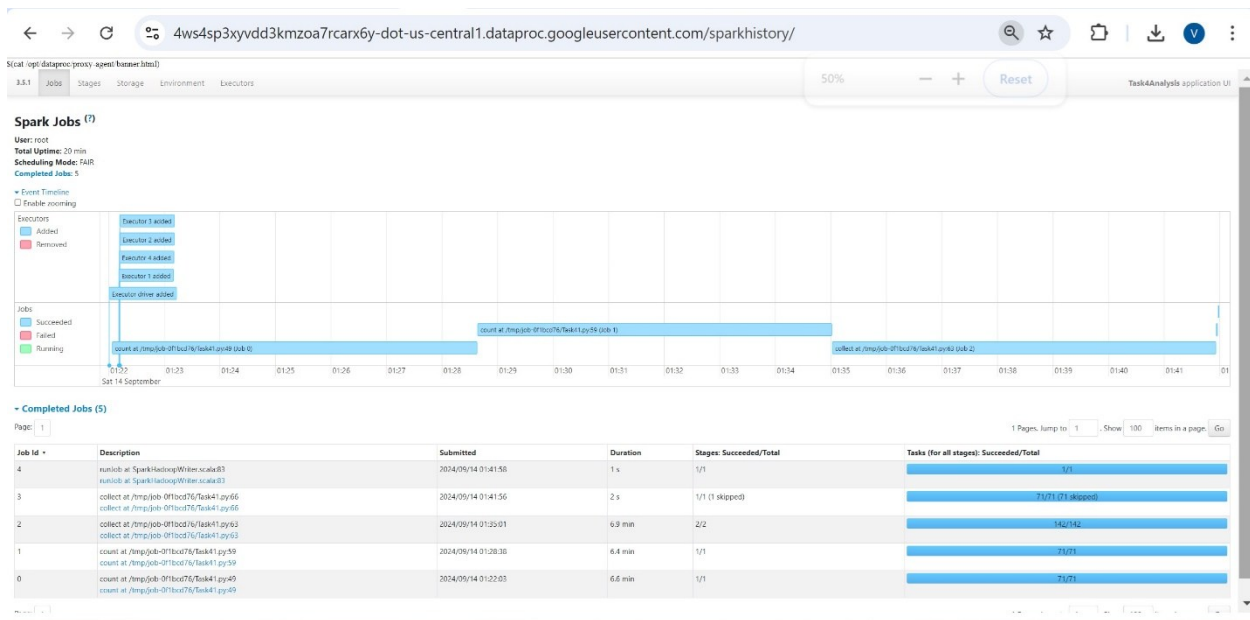 4ws4sp3xyvdd3kmzoa7rcarx6y-dot-us-central1.dataproc.googleusercontent.com/sparkhistory/
V
$(cat /opt/dataproc/proxy-agent/banner.html)
3.5.1 Jobs Stages Storage Environment Executors
50% Reset
Task4Analysis application UI
Spark Jobs (?)
User: root
Total Uptime: 20 min
Scheduling Mode: FAIR
Completed Jobs: 5
Event Timeline
Enable zooming
Executors
Added
Removed
Executor 3 added
Executor 2 added
Executor 4 added
Executor 1 added
Executor driver added
Jobs
Succeeded
Failed
Running
count at /tmp/job-0f1bcd76/Task41.py:59 (Job 1)
count at /tmp/job-0f1bcd76/Task41.py:49 (Job 0)
collect at /tmp/job-0f1bcd76/Task41.py:63 (Job 2)
01:22 01:23 01:24 01:25 01:26 01:27 01:28 01:29 01:30 01:31 01:32 01:33 01:34 01:35 01:36 01:37 01:38 01:39 01:40 01:41 01
Sat 14 September
Completed Jobs (5)
Page: 1
1 Pages. Jump to 1 . Show 100 items in a page. Go
Job Id Description Submitted Duration Stages: Succeeded/Total Tasks (for all stages): Succeeded/Total
4 runJob at SparkHadoopWriter.scala:83 2024/09/14 01:41:58 1 s 1/1 1/1
runJob at SparkHadoopWriter.scala:83
3 collect at /tmp/job-0f1bcd76/Task41.py:66 2024/09/14 01:41:56 2 s 1/1 (1 skipped) 71/71 (71 skipped)
collect at /tmp/job-0f1bcd76/Task41.py:66
2 collect at /tmp/job-0f1bcd76/Task41.py:63 2024/09/14 01:35:01 6.9 min 2/2 142/142
collect at /tmp/job-0f1bcd76/Task41.py:63
1 count at /tmp/job-0f1bcd76/Task41.py:59 2024/09/14 01:28:38 6.4 min 1/1 71/71
count at /tmp/job-0f1bcd76/Task41.py:59
0 count at /tmp/job-0f1bcd76/Task41.py:49 2024/09/14 01:22:03 6.6 min 1/1 71/71
count at /tmp/job-0f1bcd76/Task41.py:49